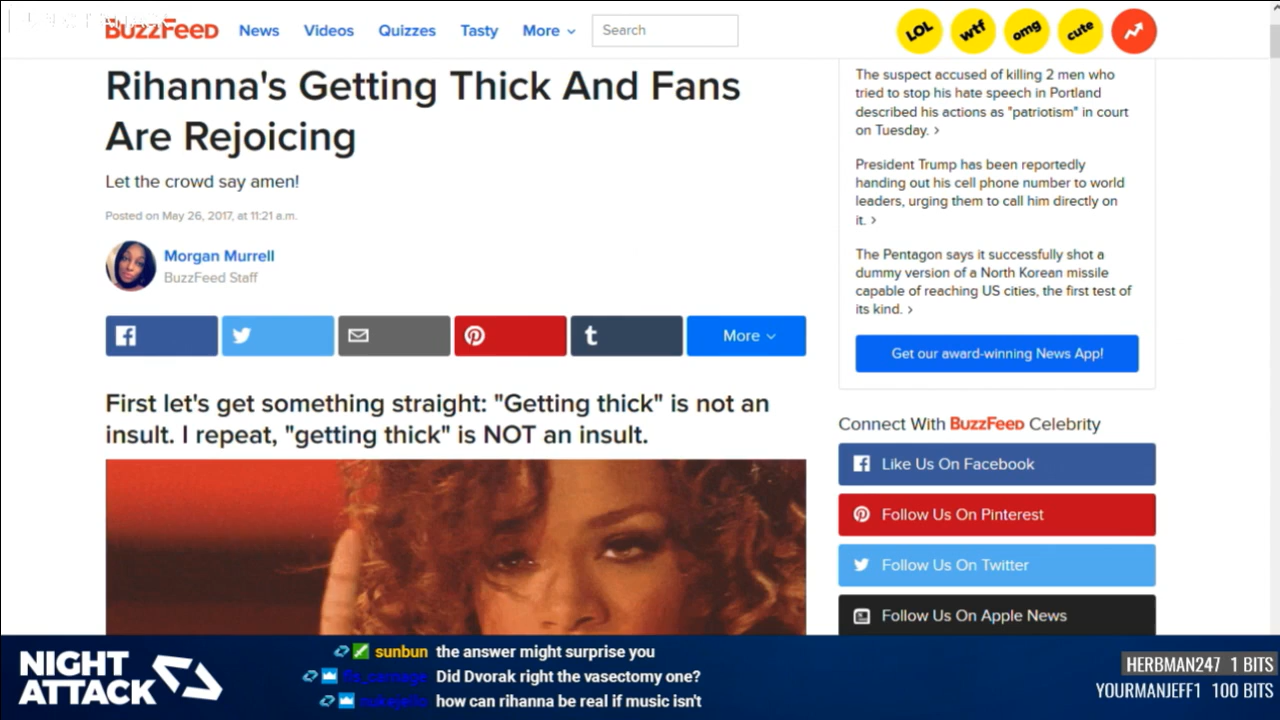 BuzzFeed News Videos Quizzes Tasty More Search LOL wtf omg cute
Rihanna's Getting Thick And Fans
Are Rejoicing
Let the crowd say amen!
Posted on May 26, 2017, at 11:21 a.m.
Morgan Murrell
BuzzFeed Staff
More
First let's get something straight: "Getting thick" is not an
insult. I repeat, "getting thick" is NOT an insult.
The suspect accused of killing 2 men who
tried to stop his hate speech in Portland
described his actions as "patriotism" in court
on Tuesday. >
President Trump has been reportedly
handing out his cell phone number to world
leaders, urging them to call him directly on
it. >
The Pentagon says it successfully shot a
dummy version of a North Korean missile
capable of reaching US cities, the first test of
its kind. >
Get our award-winning News App!
Connect With BuzzFeed Celebrity
Like Us On Facebook
Follow Us On Pinterest
Follow Us On Twitter
Follow Us On Apple News
NIGHT
ATTACK
sunbun the answer might surprise you
Did Dvorak right the vasectomy one?
how can rihanna be real if music isn't
HERBMAN247 1 BITS
YOURMANJEFF1 100 BITS